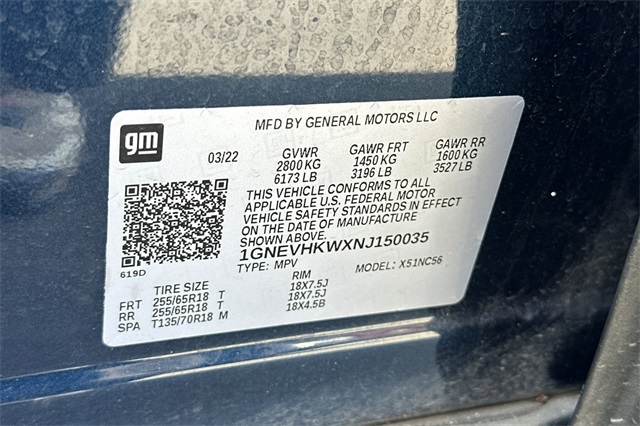 gm
MFD BY GENERAL MOTORS LLC
03/22 GVWR GAWR FRT GAWR RR
2800 KG 1450 KG 1600 KG
6173 LB 3196 LB 3527 LB
THIS VEHICLE CONFORMS TO ALL
APPLICABLE U.S. FEDERAL MOTOR
VEHICLE SAFETY STANDARDS IN EFFECT
ON THE DATE OF MANUFACTURE
SHOWN ABOVE.
1GNEVHKWXNJ150035
TYPE: MPV MODEL: X51NC56
619D
TIRE SIZE RIM
FRT 255/65R18 T 18X7.5J
RR 255/65R18 T 18X7.5J
SPA T135/70R18 M 18X4.5B